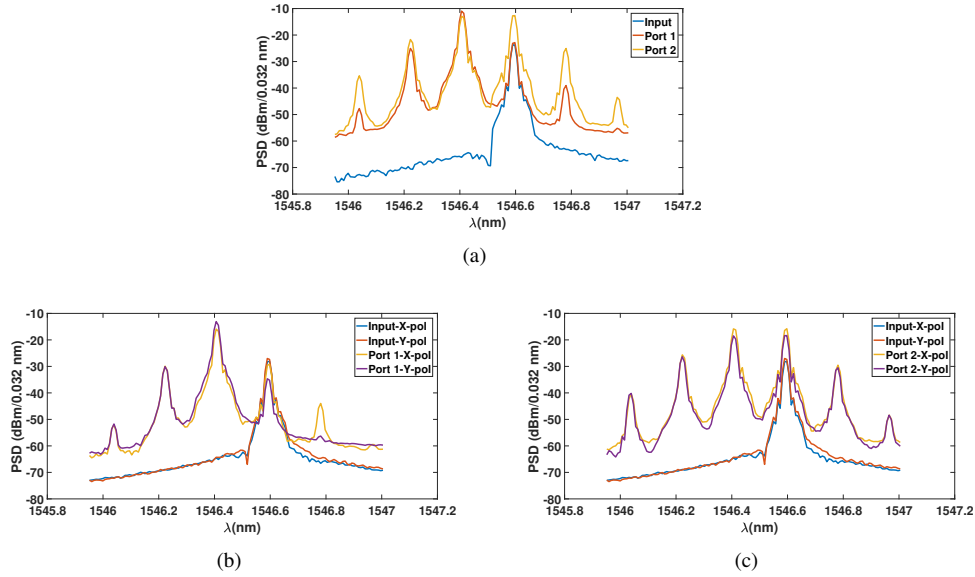 -10
-20
-30
-40
-50
-60
-70
-80
PSD (dBm/0.032 nm)
Input
Port 1
Port 2
1545.8 1546 1546.2 1546.4 1546.6 1546.8 1547 1547.2
λ(nm)
(a)
-10
-20
-30
-40
-50
-60
-70
-80
PSD (dBm/0.032 nm)
Input-X-pol
Input-Y-pol
Port 1-X-pol
Port 1-Y-pol
1545.8 1546 1546.2 1546.4 1546.6 1546.8 1547 1547.2
λ(nm)
(b)
-10
-20
-30
-40
-50
-60
-70
-80
PSD (dBm/0.032 nm)
Input-X-pol
Input-Y-pol
Port 2-X-pol
Port 2-Y-pol
1545.8 1546 1546.2 1546.4 1546.6 1546.8 1547 1547.2
λ(nm)
(c)